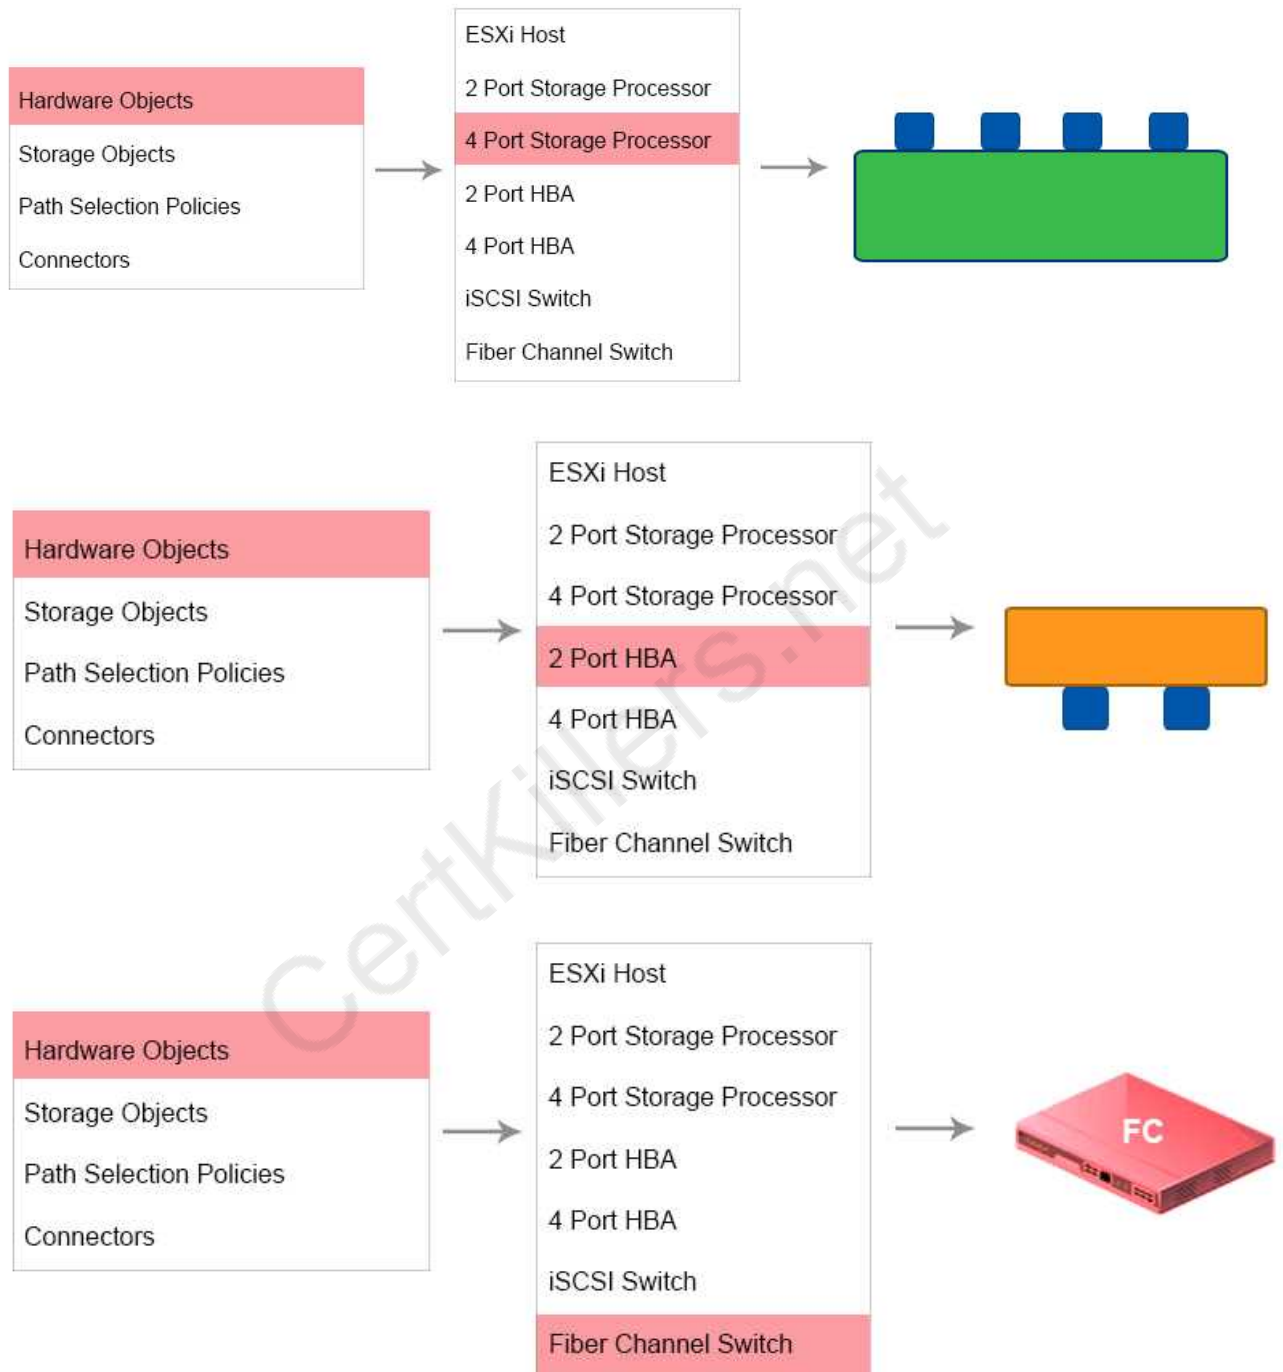 Hardware Objects
Storage Objects
Path Selection Policies
Connectors
ESXi Host
2 Port Storage Processor
4 Port Storage Processor
2 Port HBA
4 Port HBA
iSCSI Switch
Fiber Channel Switch
Hardware Objects
Storage Objects
Path Selection Policies
Connectors
ESXi Host
2 Port Storage Processor
4 Port Storage Processor
2 Port HBA
4 Port HBA
iSCSI Switch
Fiber Channel Switch
CertKillers.net
Hardware Objects
Storage Objects
Path Selection Policies
Connectors
ESXi Host
2 Port Storage Processor
4 Port Storage Processor
2 Port HBA
4 Port HBA
iSCSI Switch
Fiber Channel Switch
FC